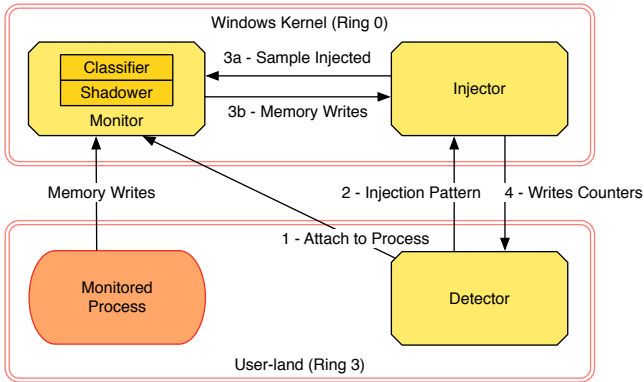 Windows Kernel (Ring 0)
Classifier
Shadower
Monitor
3a - Sample Injected
3b - Memory Writes
Injector
Memory Writes
2 - Injection Pattern
4 - Writes Counters
1 - Attach to Process
Monitored
Process
Detector
User-land (Ring 3)